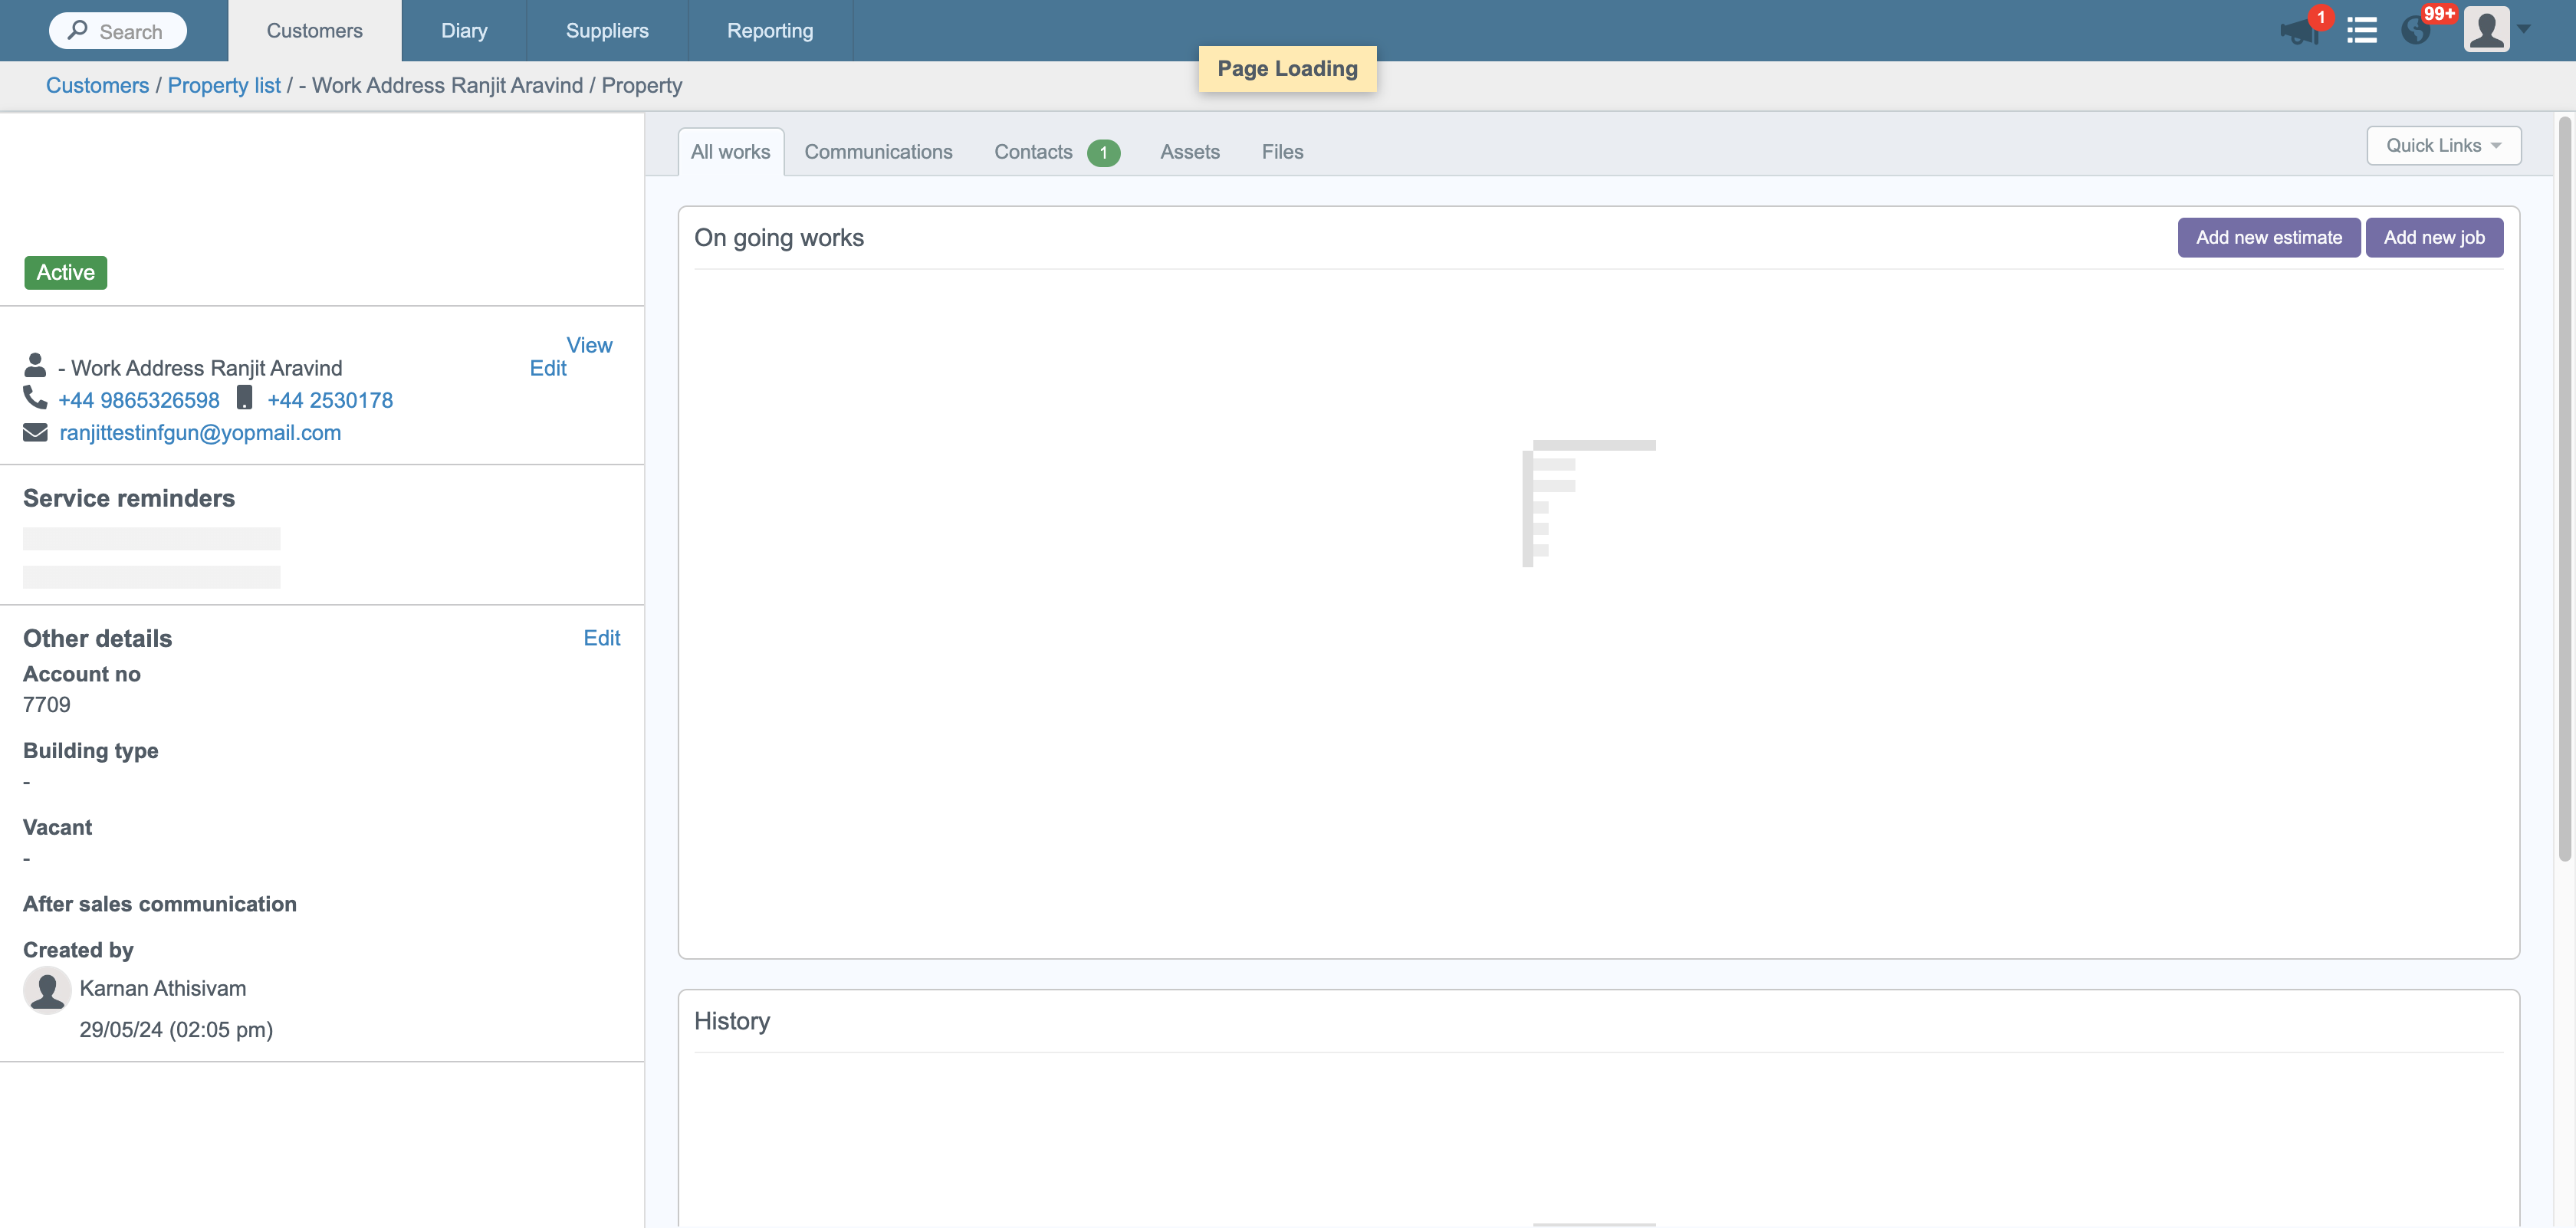 Search
Customers
Diary
Suppliers
Reporting
1
99+
Page Loading
Customers / Property list / - Work Address Ranjit Aravind / Property
All works
Communications
Contacts 1
Assets
Files
Quick Links
Active
View
- Work Address Ranjit Aravind
Edit
+44 9865326598 +44 2530178
ranjittestinfgun@yopmail.com
Service reminders
Other details
Edit
Account no
7709
Building type
-
Vacant
-
After sales communication
Created by
Karnan Athisivam
29/05/24 (02:05 pm)
On going works
Add new estimate
Add new job
History